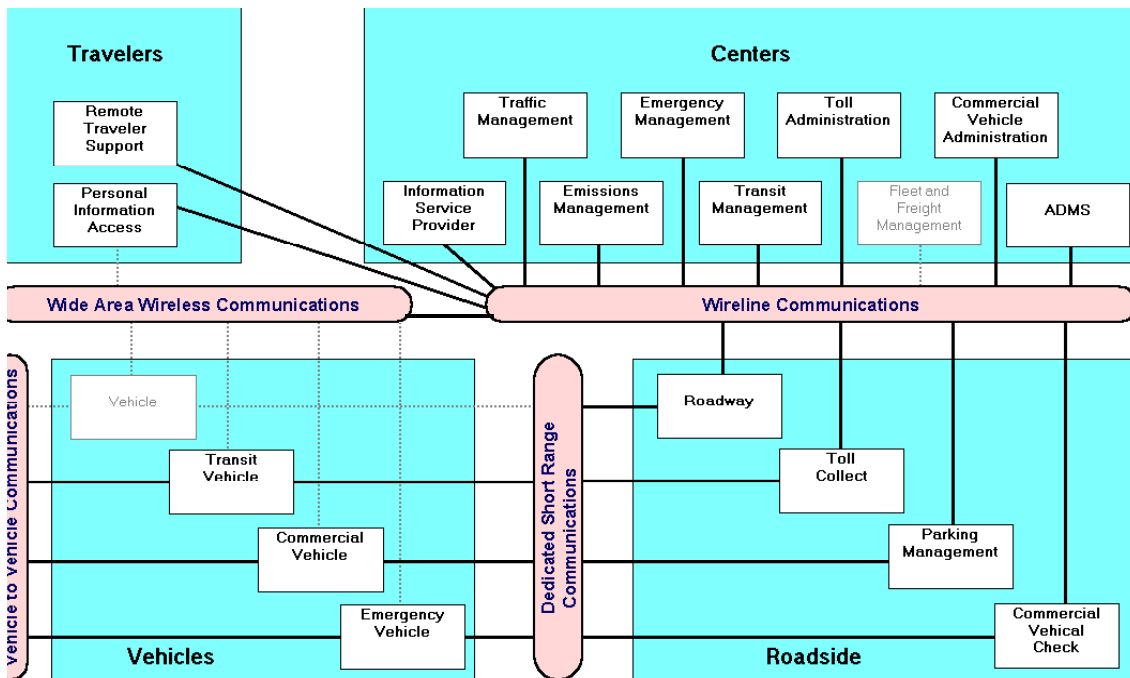 Travelers
Centers
Remote
Traveler
Support
Personal
Information
Access
Traffic
Management
Emergency
Management
Toll
Administration
Commercial
Vehicle
Administration
Information
Service
Provider
Emissions
Management
Transit
Management
Fleet and
Freight
Management
ADMS
Wide Area Wireless Communications
Wireline Communications
Vehicle to Vehicle Communications
Vehicle
Transit
Vehicle
Commercial
Vehicle
Emergency
Vehicle
Vehicles
Dedicated Short Range
Communications
Roadway
Toll
Collect
Parking
Management
Commercial
Vehical
Check
Roadside